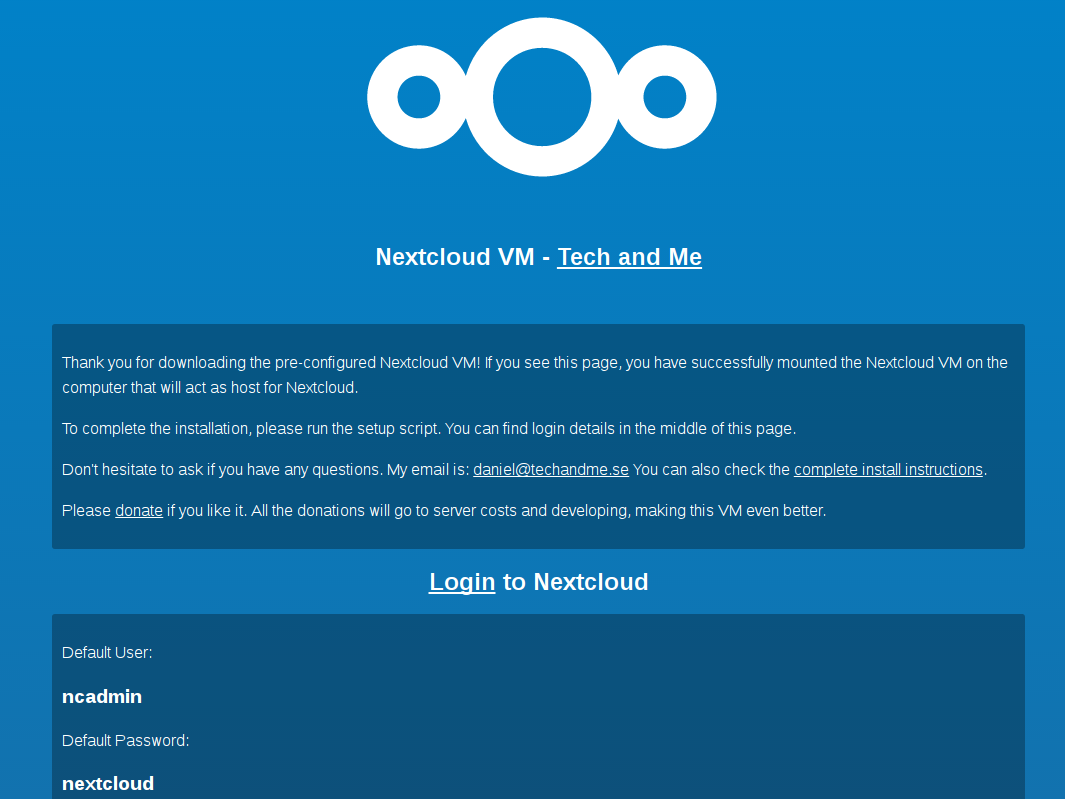 Nextcloud VM - Tech and Me
Thank you for downloading the pre-configured Nextcloud VM! If you see this page, you have successfully mounted the Nextcloud VM on the
computer that will act as host for Nextcloud.
To complete the installation, please run the setup script. You can find login details in the middle of this page.
Don't hesitate to ask if you have any questions. My email is: daniel@techandme.se You can also check the complete install instructions.
Please donate if you like it. All the donations will go to server costs and developing, making this VM even better.
Login to Nextcloud
Default User:
ncadmin
Default Password:
nextcloud